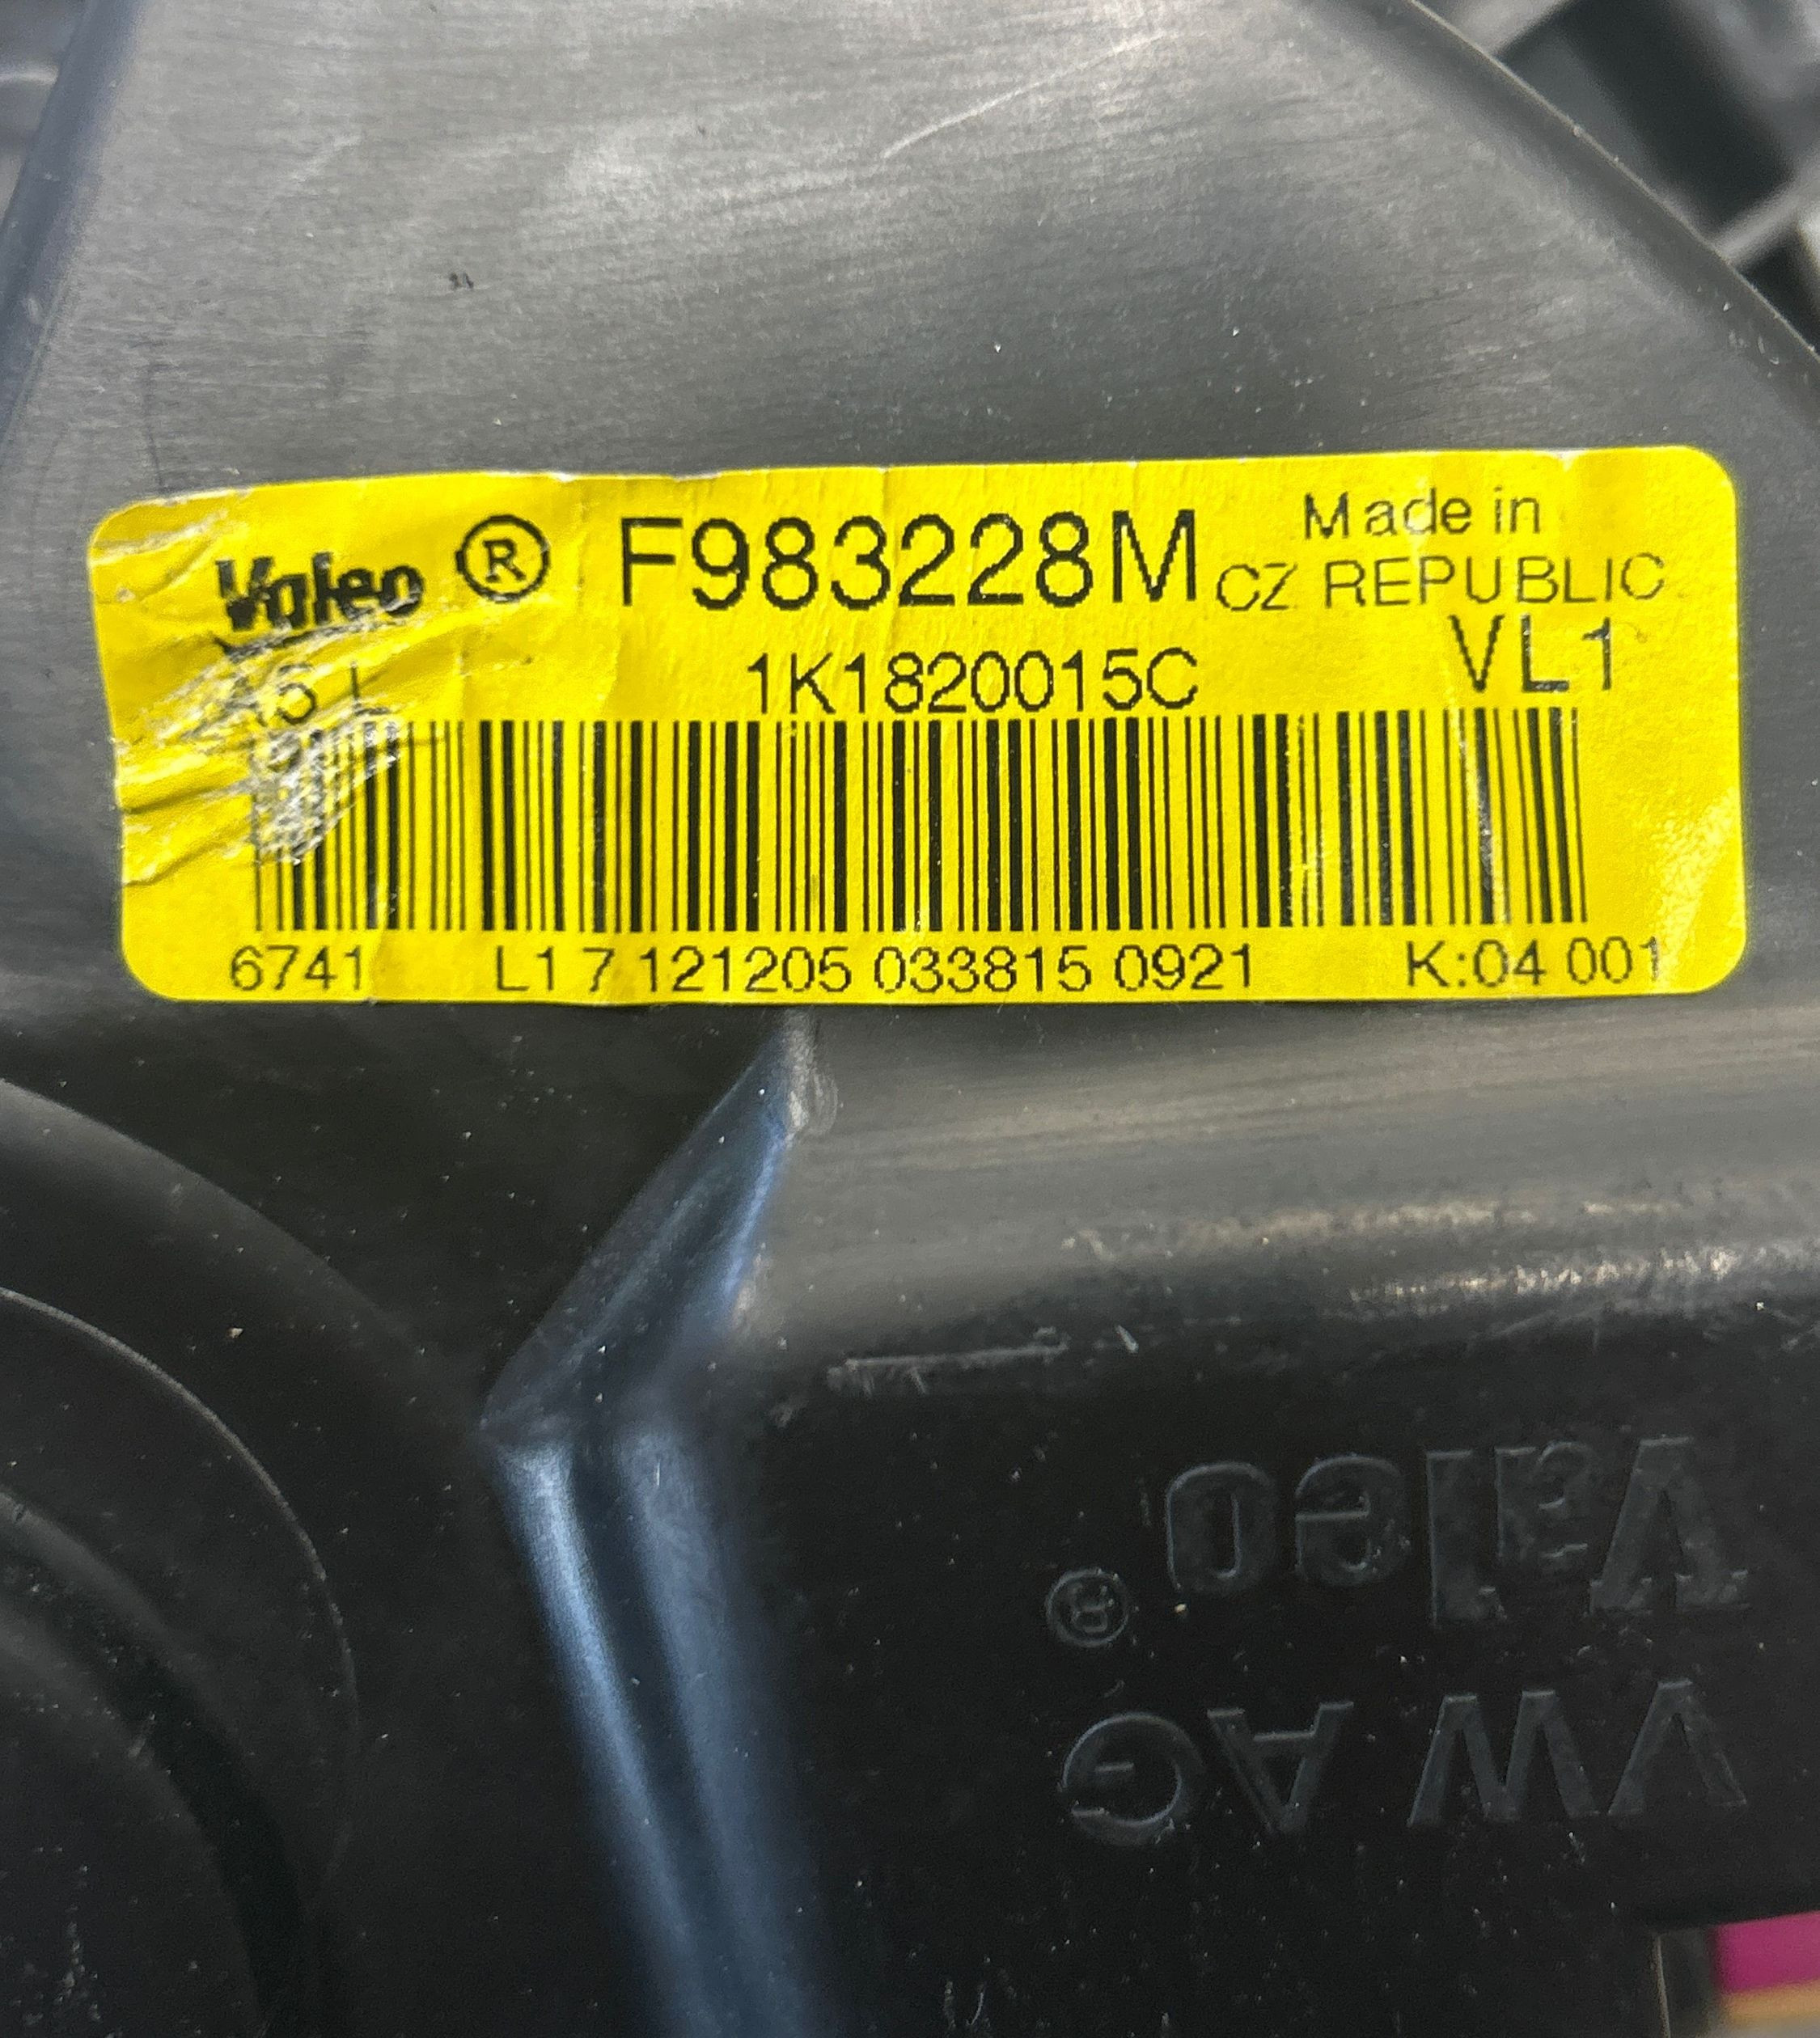 Valeo ® F983228M Made in
CZ REPUBLIC
1K1820015C VL1
6741 L1 7 121205 033815 0921 K:04 001
Valeo ®
VW AG